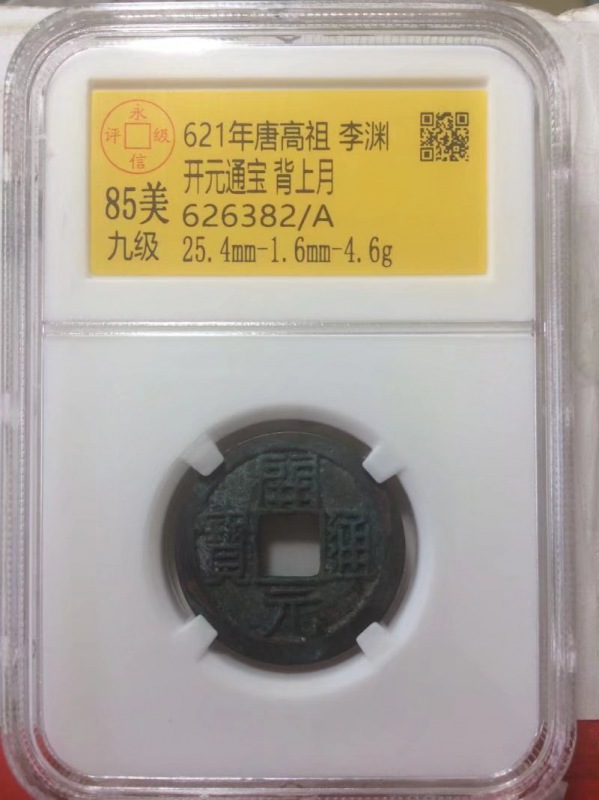 永信评级
621年唐高祖 李渊
开元通宝 背上月
85美 626382/A
九级 25.4mm-1.6mm-4.6g
開元通寶